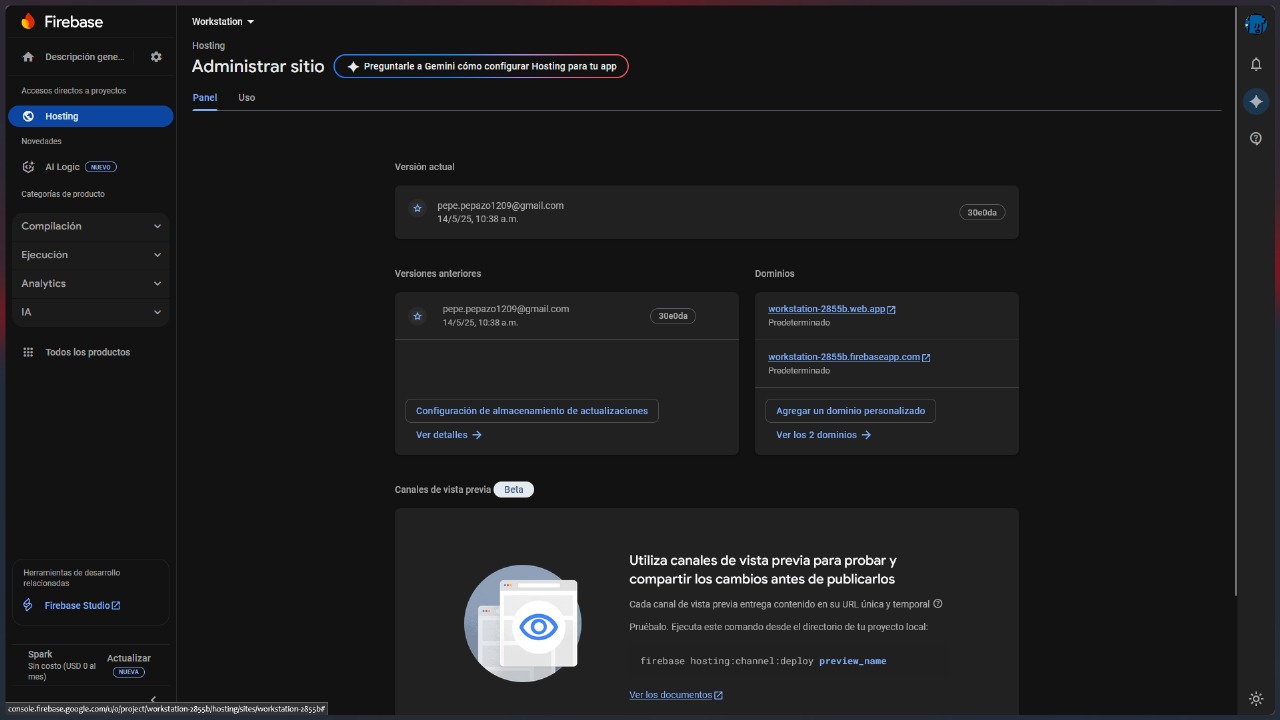 Firebase
Descripción gene...
Accesos directos a proyectos
Hosting
Novedades
AI Logic NUEVO
Categorías de producto
Compilación
Ejecución
Analytics
IA
Todos los productos
Herramientas de desarrollo
relacionadas
Firebase Studio
Spark
Sin costo (USD 0 al
mes)
Actualizar
NUEVA
Workstation
Hosting
Administrar sitio
Preguntarle a Gemini cómo configurar Hosting para tu app
Panel Uso
Versión actual
pepe.pepazo1209@gmail.com
14/5/25, 10:38 a.m.
30e0da
Versiones anteriores
pepe.pepazo1209@gmail.com
14/5/25, 10:38 a.m.
30e0da
Configuración de almacenamiento de actualizaciones
Ver detalles
Dominios
workstation-2855b.web.app
Predeterminado
workstation-2855b.firebaseapp.com
Predeterminado
Agregar un dominio personalizado
Ver los 2 dominios
Canales de vista previa Beta
Utiliza canales de vista previa para probar y
compartir los cambios antes de publicarlos
Cada canal de vista previa entrega contenido en su URL única y temporal
Pruébalo. Ejecuta este comando desde el directorio de tu proyecto local:
firebase hosting:channel:deploy preview_name
Ver los documentos
console.firebase.google.com/u/0/project/workstation-2855b/hosting/sites/workstation-2855b#